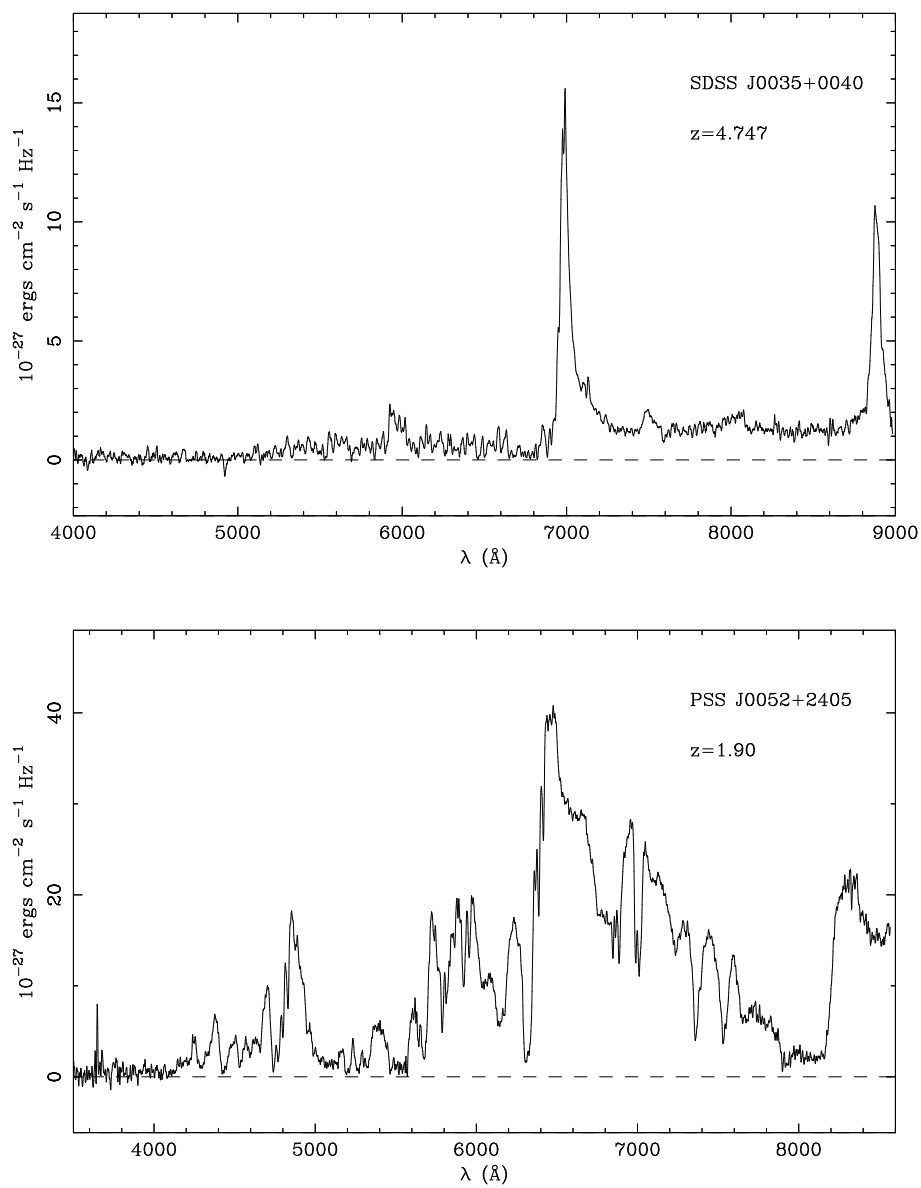 SDSS J0035+0040
z=4.747
15
10
5
0
10⁻²⁷ ergs cm⁻² s⁻¹ Hz⁻¹
4000 5000 6000 7000 8000 9000
λ (Å)
PSS J0052+2405
z=1.90
40
20
0
10⁻²⁷ ergs cm⁻² s⁻¹ Hz⁻¹
4000 5000 6000 7000 8000
λ (Å)